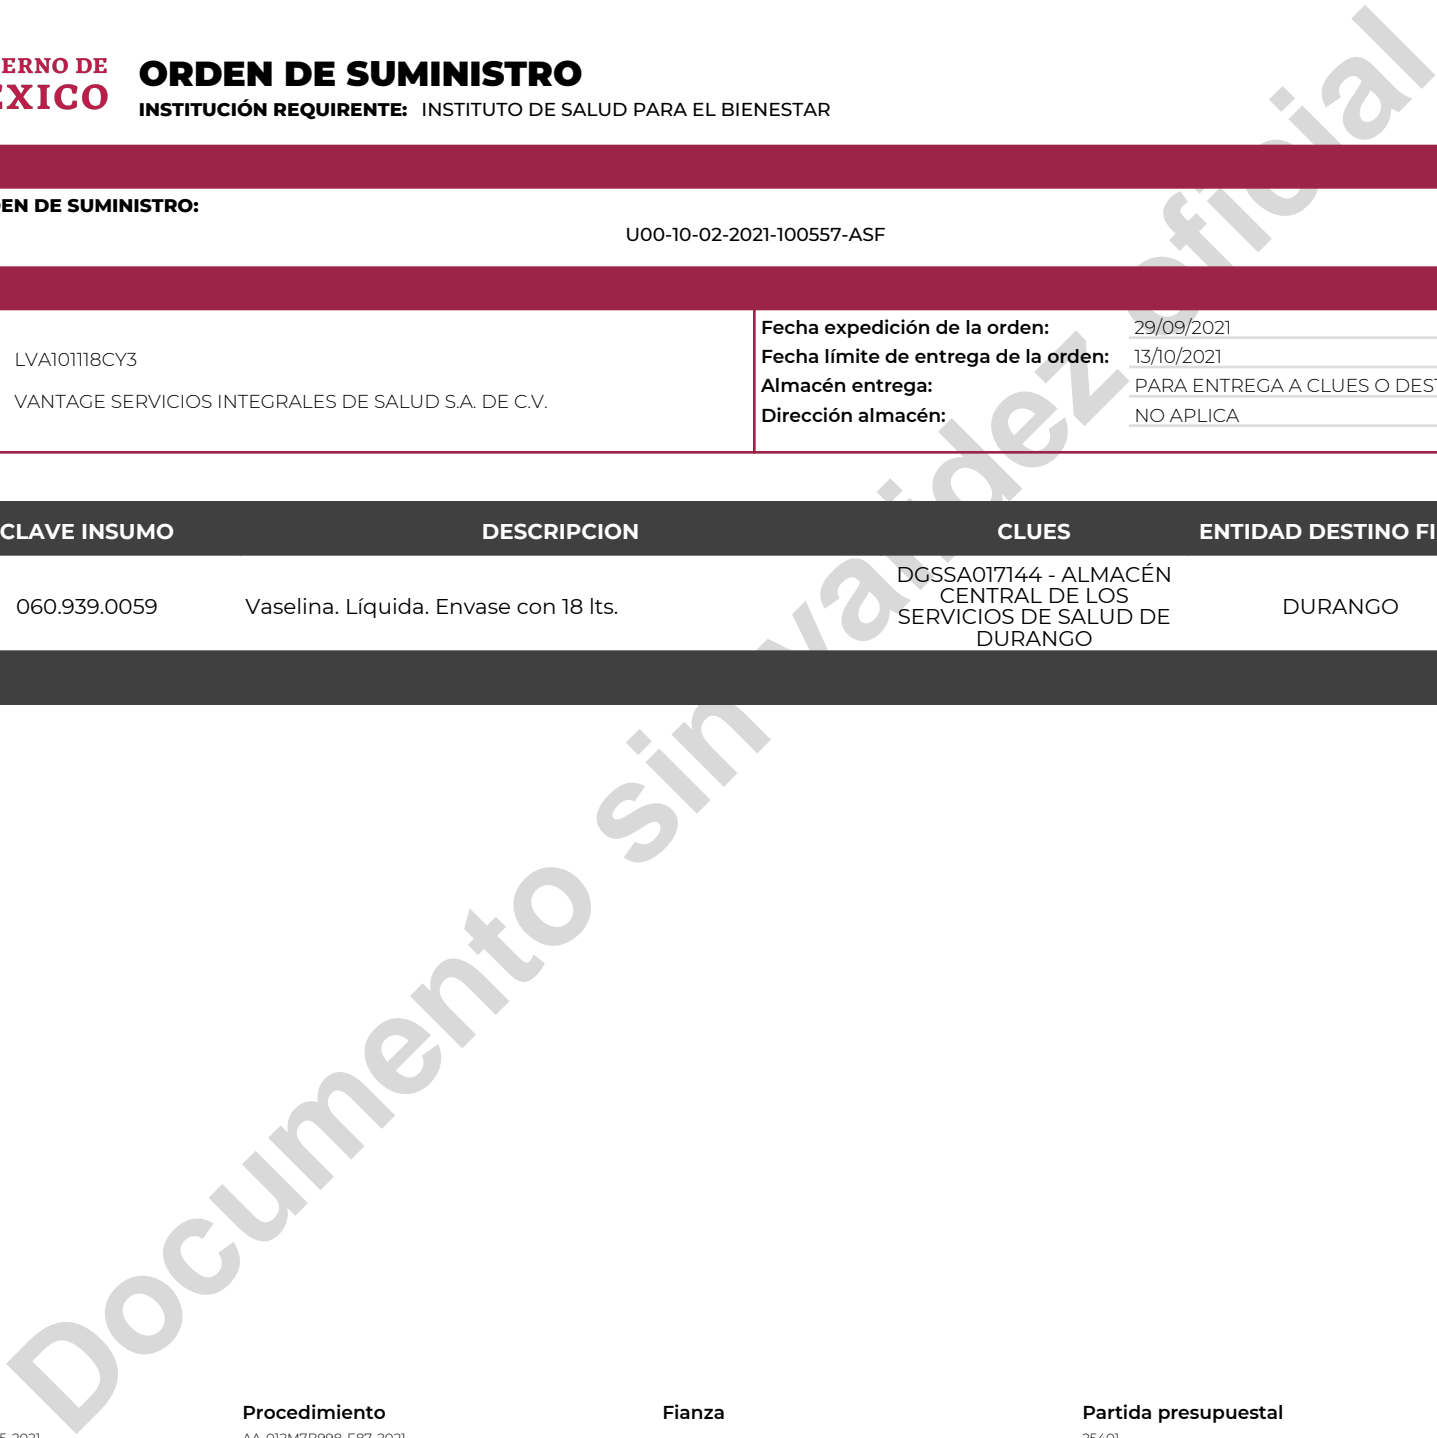 ERNO DE
EXICO
ORDEN DE SUMINISTRO
INSTITUCIÓN REQUIRENTE: INSTITUTO DE SALUD PARA EL BIENESTAR
EN DE SUMINISTRO:
U00-10-02-2021-100557-ASF
LVA101118CY3
VANTAGE SERVICIOS INTEGRALES DE SALUD S.A. DE C.V.
Fecha expedición de la orden: 29/09/2021
Fecha límite de entrega de la orden: 13/10/2021
Almacén entrega: PARA ENTREGA A CLUES O DEST
Dirección almacén: NO APLICA
CLAVE INSUMO DESCRIPCION CLUES ENTIDAD DESTINO FI
060.939.0059 Vaselina. Líquida. Envase con 18 lts.
DGSSA017144 - ALMACÉN
CENTRAL DE LOS
SERVICIOS DE SALUD DE
DURANGO
DURANGO
Documento sin validez oficial
Procedimiento Fianza Partida presupuestal